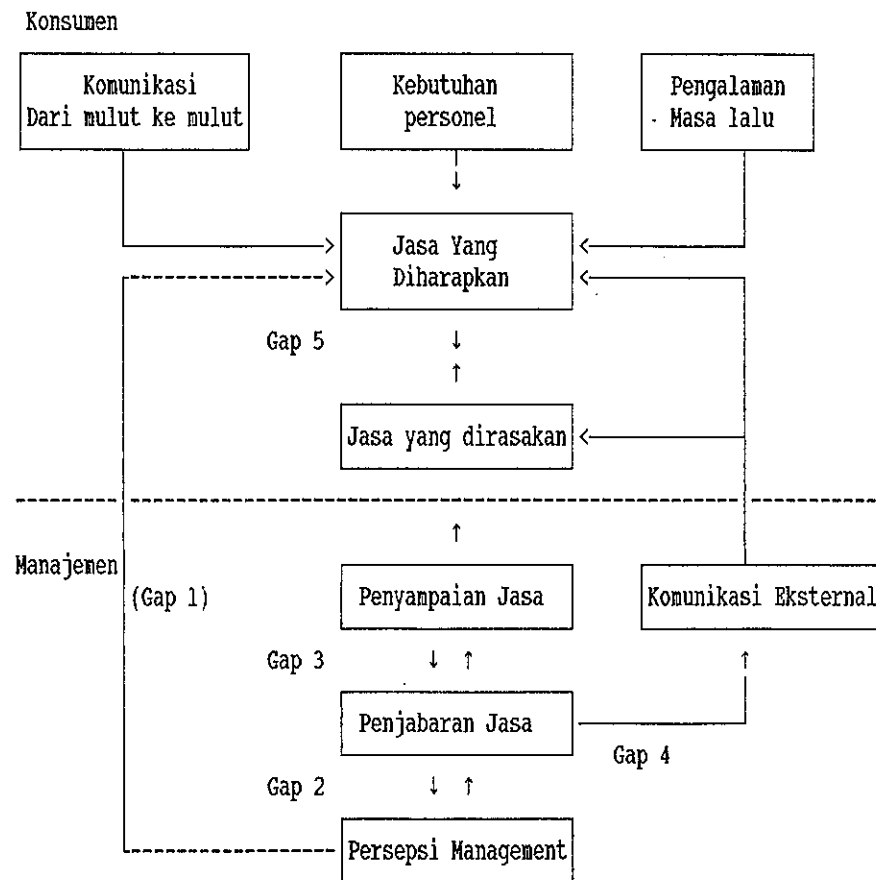 Konsumen
Komunikasi
Dari mulut ke mulut
Kebutuhan
personel
Pengalaman
Masa lalu
Jasa Yang
Diharapkan
Gap 5
Jasa yang dirasakan
Manajemen
(Gap 1)
Penyampaian Jasa
Komunikasi Eksternal
Gap 3
Penjabaran Jasa
Gap 4
Gap 2
Persepsi Management